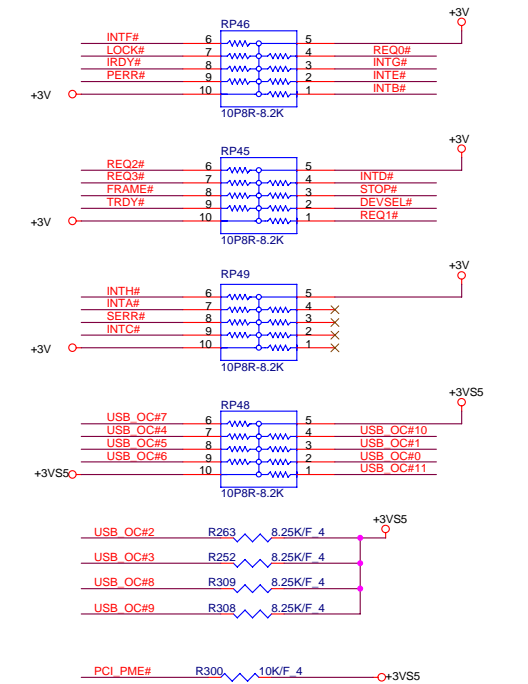 RP46
+3V
INTF# 6 5
LOCK# 7 4 REQ0#
IRDY# 8 3 INTG#
PERR# 9 2 INTE#
+3V 10 1 INTB#
10P8R-8.2K
RP45
+3V
REQ2# 6 5
REQ3# 7 4 INTD#
FRAME# 8 3 STOP#
TRDY# 9 2 DEVSEL#
+3V 10 1 REQ1#
10P8R-8.2K
RP49
+3V
INTH# 6 5
INTA# 7 4
SERR# 8 3
INTC# 9 2
+3V 10 1
10P8R-8.2K
RP48
+3VS5
USB_OC#7 6 5
USB_OC#4 7 4 USB_OC#10
USB_OC#5 8 3 USB_OC#1
USB_OC#6 9 2 USB_OC#0
+3VS5 10 1 USB_OC#11
10P8R-8.2K
+3VS5
USB_OC#2 R263 8.25K/F_4
USB_OC#3 R252 8.25K/F_4
USB_OC#8 R309 8.25K/F_4
USB_OC#9 R308 8.25K/F_4
PCI_PME# R300 10K/F_4 +3VS5